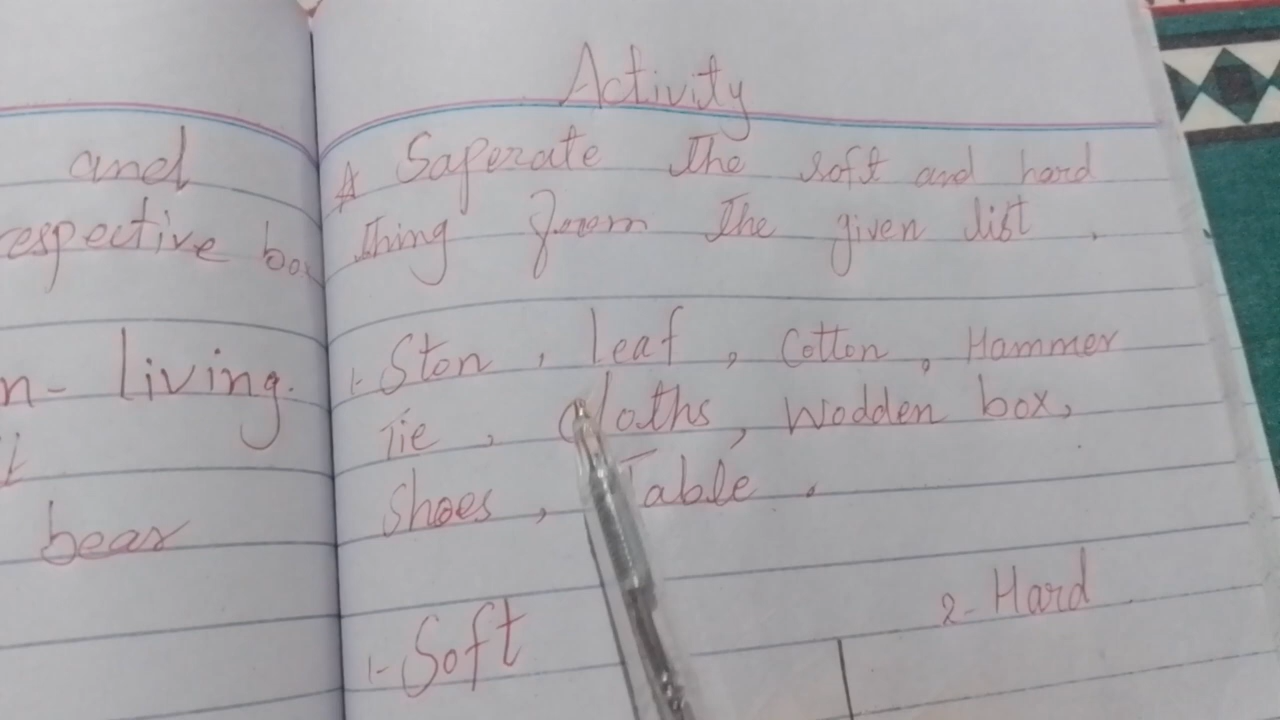 and
espective box
n- living.
bear
Activity
Saperate The soft and hard
thing from The given list .
1- Ston , leaf , Cotton , Hammer
Tie , cloths , Wodden box,
Shoes , Table .
1- Soft
2- Hard